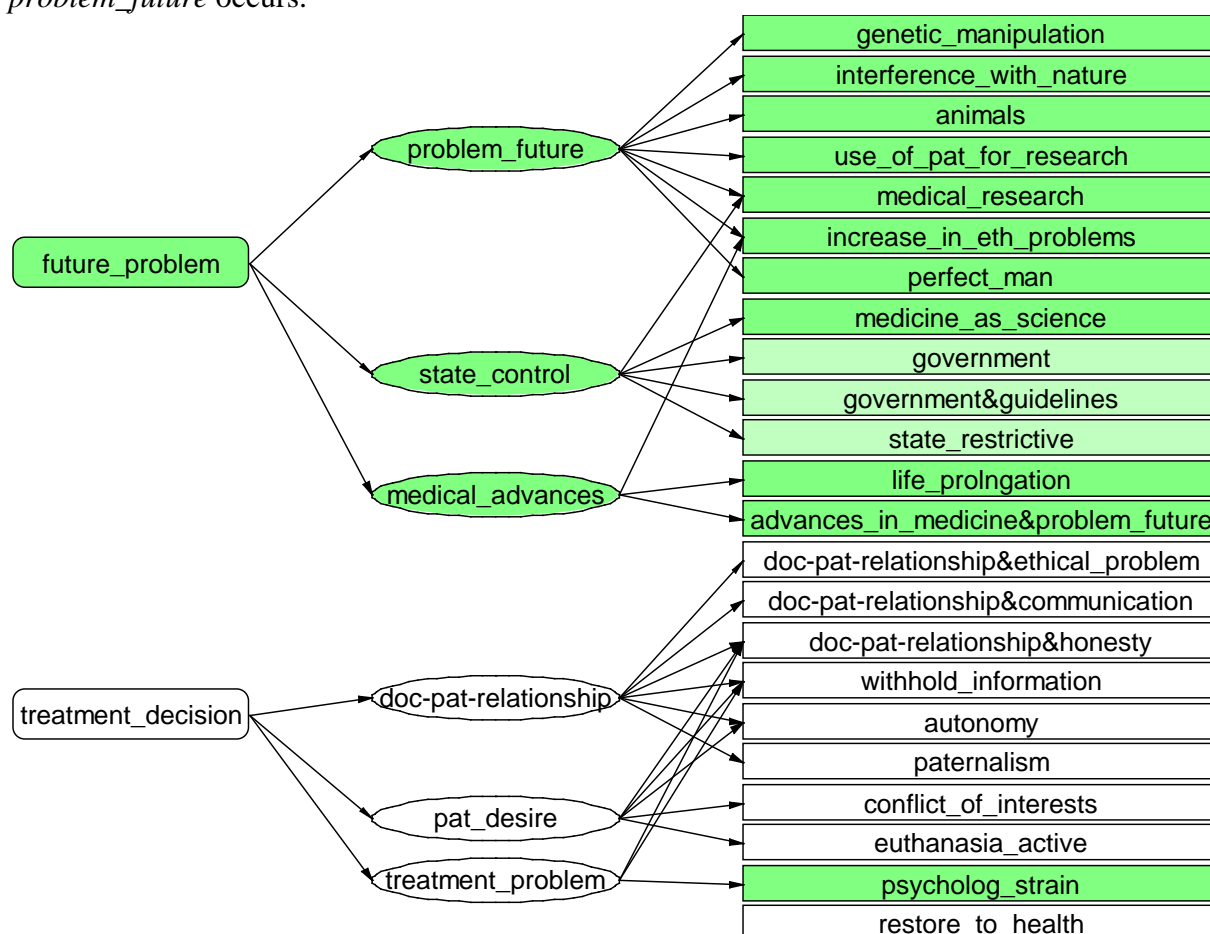 problem_future occurs.
genetic_manipulation
interference_with_nature
animals
problem_future
use_of_pat_for_research
medical_research
increase_in_eth_problems
future_problem
perfect_man
medicine_as_science
government
state_control
government&guidelines
state_restrictive
life_prolngation
medical_advances
advances_in_medicine&problem_future
doc-pat-relationship&ethical_problem
doc-pat-relationship&communication
doc-pat-relationship&honesty
withhold_information
doc-pat-relationship
treatment_decision
autonomy
paternalism
conflict_of_interests
pat_desire
euthanasia_active
treatment_problem
psycholog_strain
restore_to_health